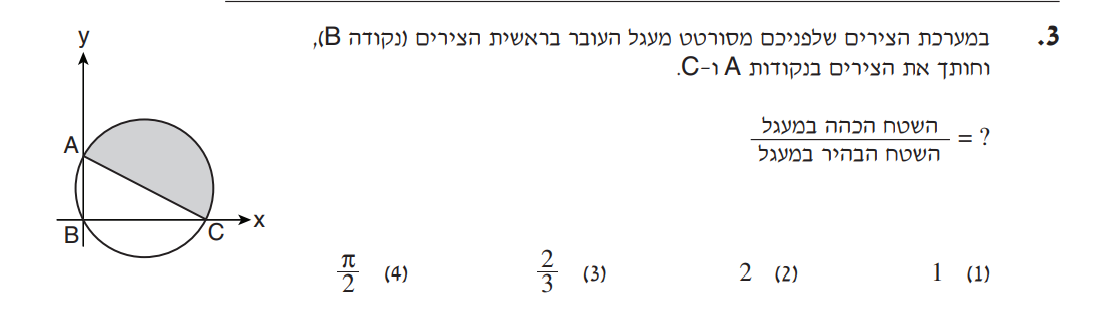 3. במערכת הצירים שלפניכם מסורטט מעגל העובר בראשית הצירים (נקודה B),
וחותך את הצירים בנקודות A ו-C.
השטח הכהה במעגל
השטח הבהיר במעגל
= ?
y
A
B
C
x
(1) 1
(2) 2
(3) 2/3
(4) π/2